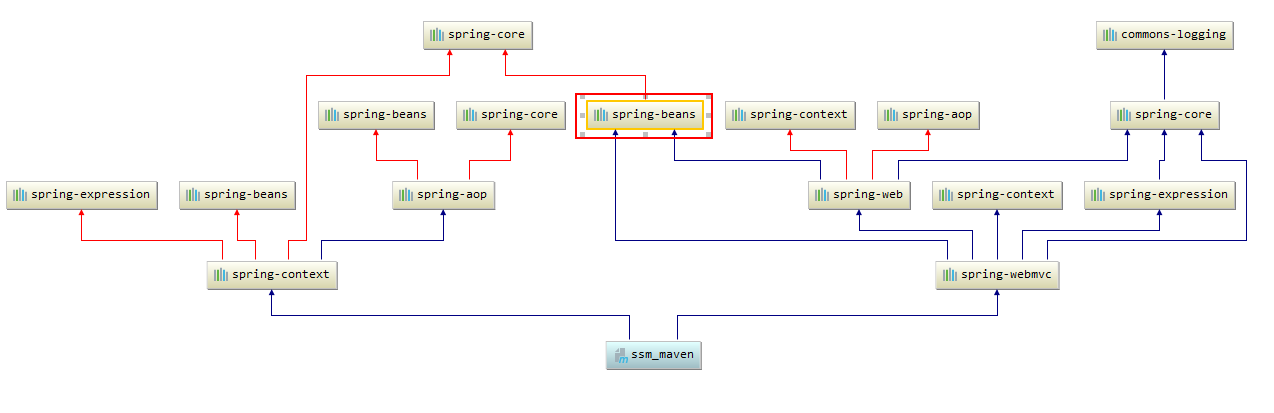 spring-core
commons-logging
spring-beans
spring-core
spring-beans
spring-context
spring-aop
spring-core
spring-expression
spring-beans
spring-aop
spring-web
spring-context
spring-expression
spring-context
spring-webmvc
ssm_maven